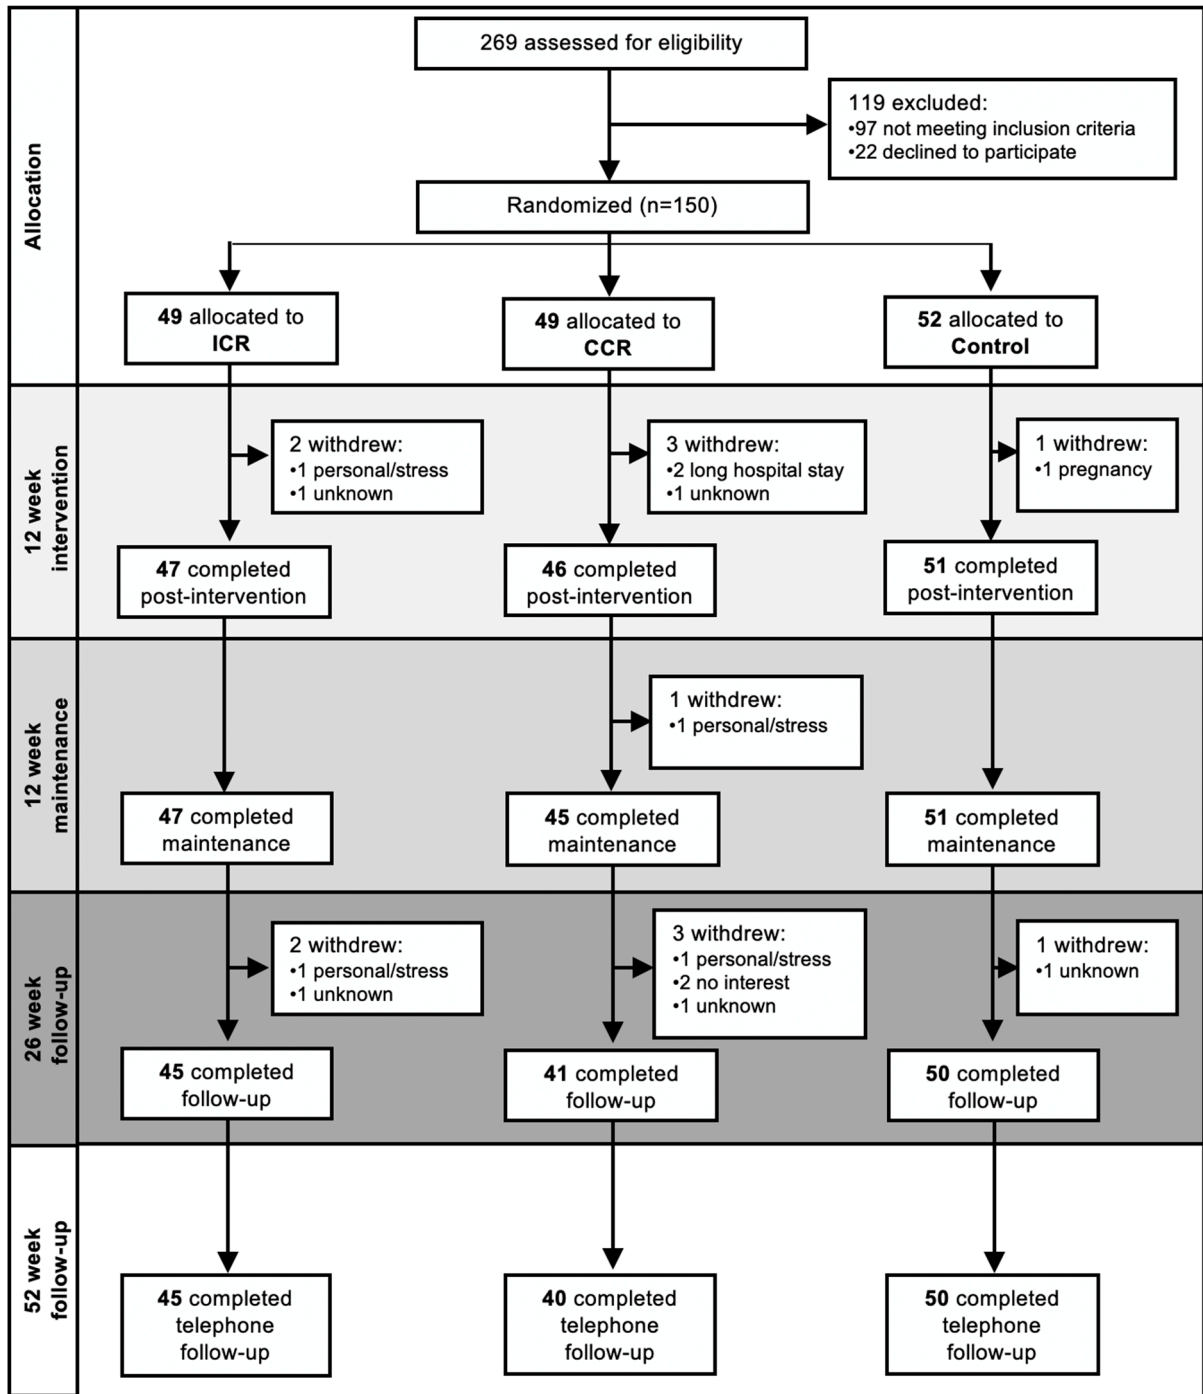 269 assessed for eligibility
119 excluded:
•97 not meeting inclusion criteria
•22 declined to participate
Randomized (n=150)
Allocation
49 allocated to
ICR
49 allocated to
CCR
52 allocated to
Control
12 week
intervention
2 withdrew:
•1 personal/stress
•1 unknown
3 withdrew:
•2 long hospital stay
•1 unknown
1 withdrew:
•1 pregnancy
47 completed
post-intervention
46 completed
post-intervention
51 completed
post-intervention
12 week
maintenance
1 withdrew:
•1 personal/stress
47 completed
maintenance
45 completed
maintenance
51 completed
maintenance
26 week
follow-up
2 withdrew:
•1 personal/stress
•1 unknown
3 withdrew:
•1 personal/stress
•2 no interest
•1 unknown
1 withdrew:
•1 unknown
45 completed
follow-up
41 completed
follow-up
50 completed
follow-up
52 week
follow-up
45 completed
telephone
follow-up
40 completed
telephone
follow-up
50 completed
telephone
follow-up